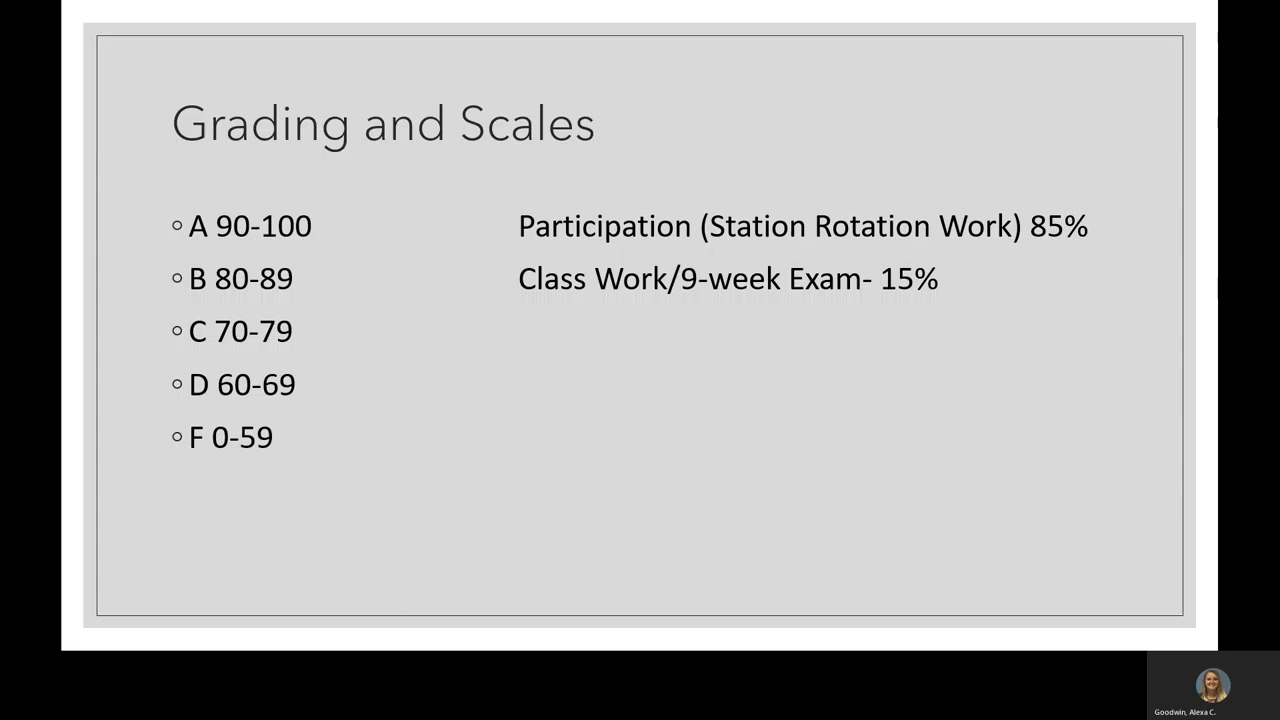 Grading and Scales
A 90-100
B 80-89
C 70-79
D 60-69
F 0-59
Participation (Station Rotation Work) 85%
Class Work/9-week Exam- 15%
Goodwin, Alexa C.